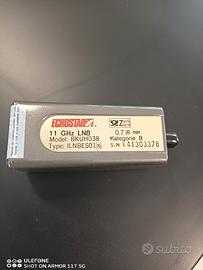 ECHOSTAR
11 GHz LNB
Model: BKUH038
Type: ILNBES01
0.7 dB max.
Kategorie B
S/N E 41303378
ULEFONE
SHOT ON ARMOR 11T 5G
subito